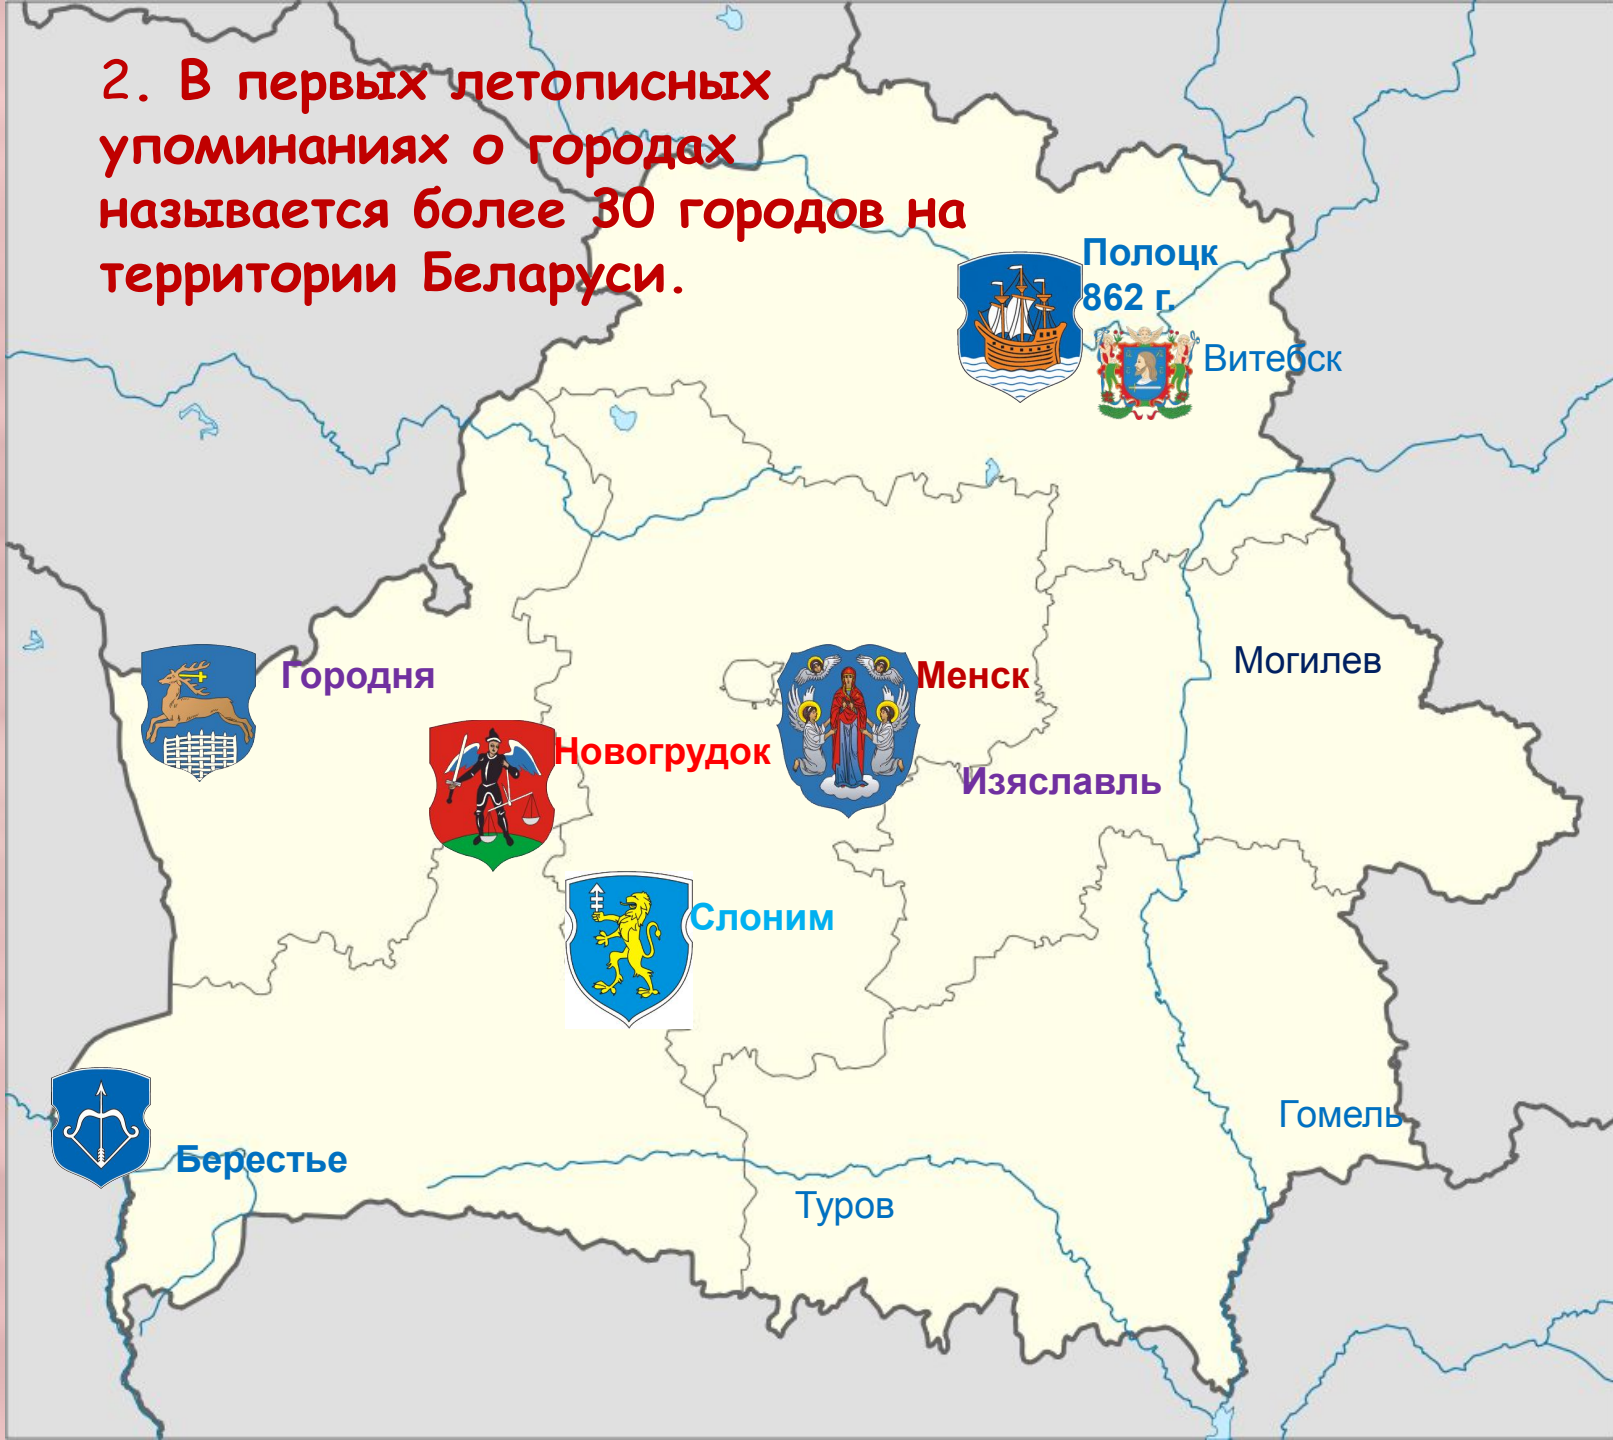 2. В первых летописных
упоминаниях о городах
называется более 30 городов на
территории Беларуси.
Полоцк
862 г.
Витебск
Могилев
Городня
Менск
Новогрудок
Изяславль
Слоним
Гомель
Берестье
Туров